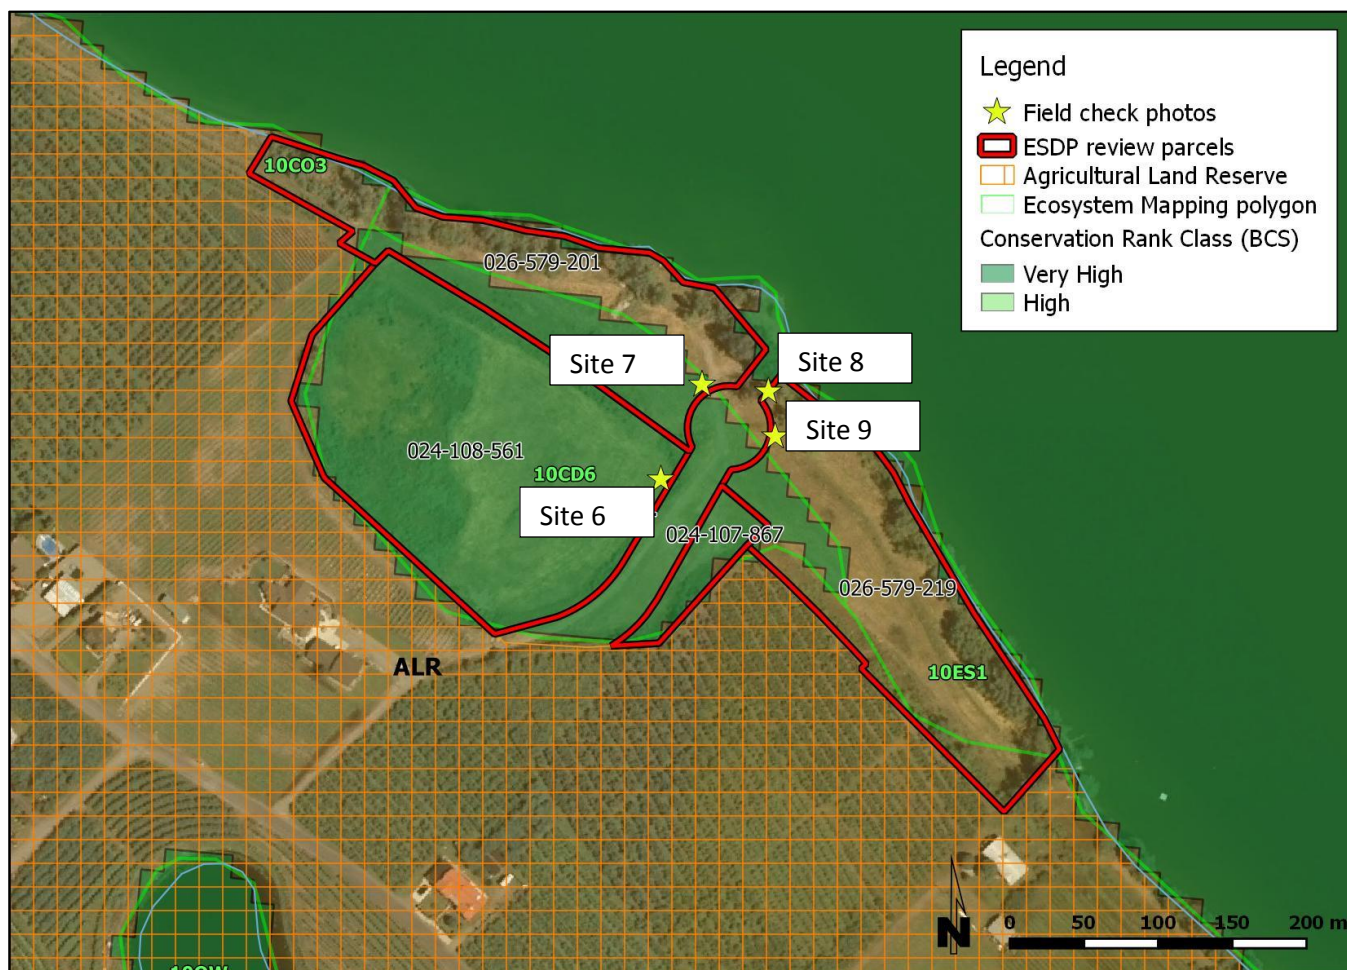 Legend
Field check photos
ESDP review parcels
Agricultural Land Reserve
Ecosystem Mapping polygon
Conservation Rank Class (BCS)
Very High
High
10CO3
026-579-201
Site 7
Site 8
Site 9
024-108-561
10CD6
Site 6
024-107-867
026-579-219
ALR
10ES1
N
0 50 100 150 200 m